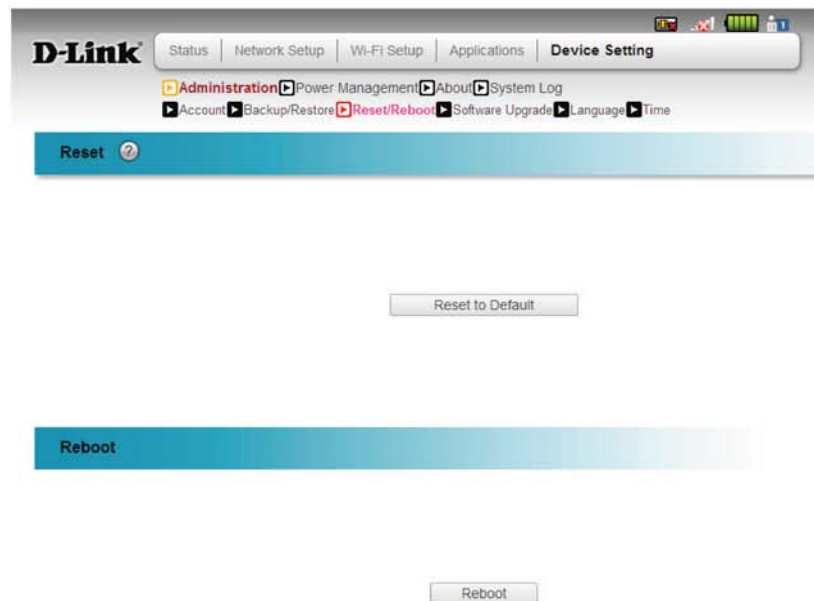 D-Link
Status | Network Setup | Wi-Fi Setup | Applications | Device Setting
Administration Power Management About System Log
Account Backup/Restore Reset/Reboot Software Upgrade Language Time
Reset ?
Reset to Default
Reboot
Reboot